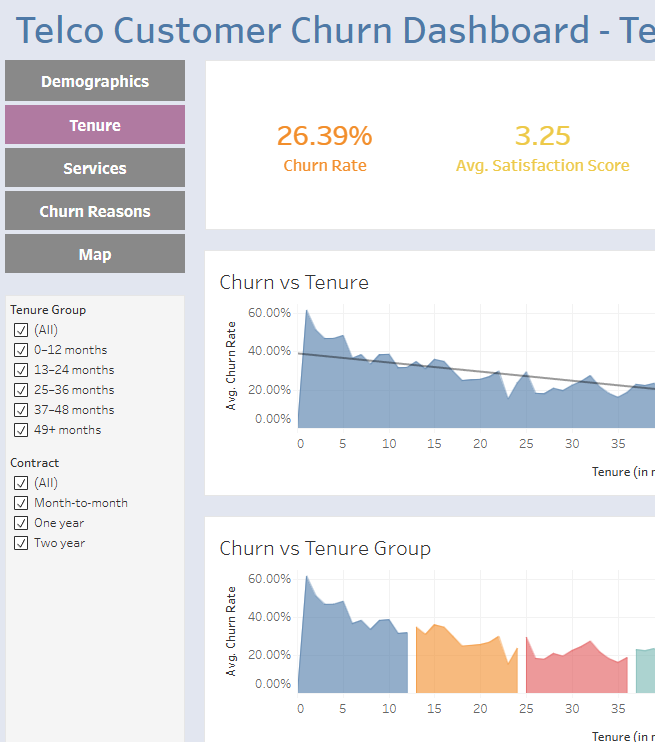 Telco Customer Churn Dashboard - Te
Demographics
Tenure
Services
Churn Reasons
Map
26.39%
Churn Rate
3.25
Avg. Satisfaction Score
Tenure Group
(All)
0–12 months
13–24 months
25–36 months
37–48 months
49+ months
Contract
(All)
Month-to-month
One year
Two year
Churn vs Tenure
Avg. Churn Rate
60.00%
40.00%
20.00%
0.00%
0 5 10 15 20 25 30 35
Tenure (in r
Churn vs Tenure Group
Avg. Churn Rate
60.00%
40.00%
20.00%
0.00%
0 5 10 15 20 25 30 35
Tenure (in r